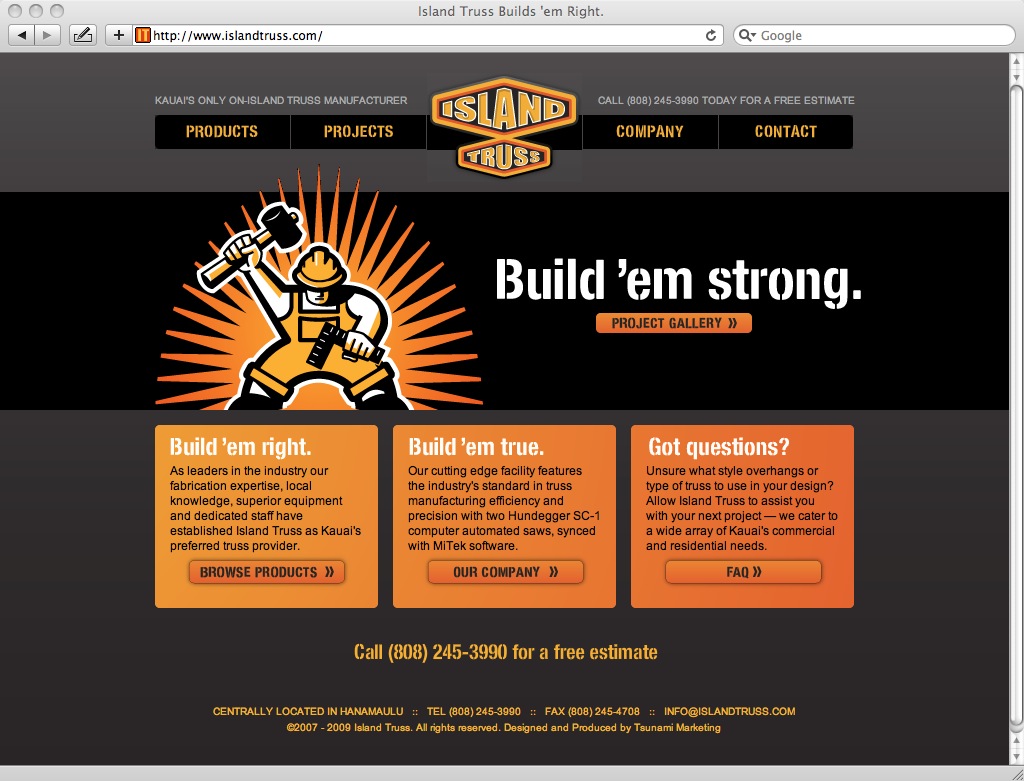 Island Truss Builds 'em Right.
IT http://www.islandtruss.com/
Google
KAUAI'S ONLY ON-ISLAND TRUSS MANUFACTURER
CALL (808) 245-3990 TODAY FOR A FREE ESTIMATE
PRODUCTS PROJECTS
ISLAND
TRUSS
COMPANY CONTACT
Build 'em strong.
PROJECT GALLERY »
Build 'em right.
As leaders in the industry our
fabrication expertise, local
knowledge, superior equipment
and dedicated staff have
established Island Truss as Kauai's
preferred truss provider.
BROWSE PRODUCTS »
Build 'em true.
Our cutting edge facility features
the industry's standard in truss
manufacturing efficiency and
precision with two Hundegger SC-1
computer automated saws, synced
with MiTek software.
OUR COMPANY »
Got questions?
Unsure what style overhangs or
type of truss to use in your design?
Allow Island Truss to assist you
with your next project — we cater to
a wide array of Kauai's commercial
and residential needs.
FAQ »
Call (808) 245-3990 for a free estimate
CENTRALLY LOCATED IN HANAMAULU :: TEL (808) 245-3990 :: FAX (808) 245-4708 :: INFO@ISLANDTRUSS.COM
©2007 - 2009 Island Truss. All rights reserved. Designed and Produced by Tsunami Marketing